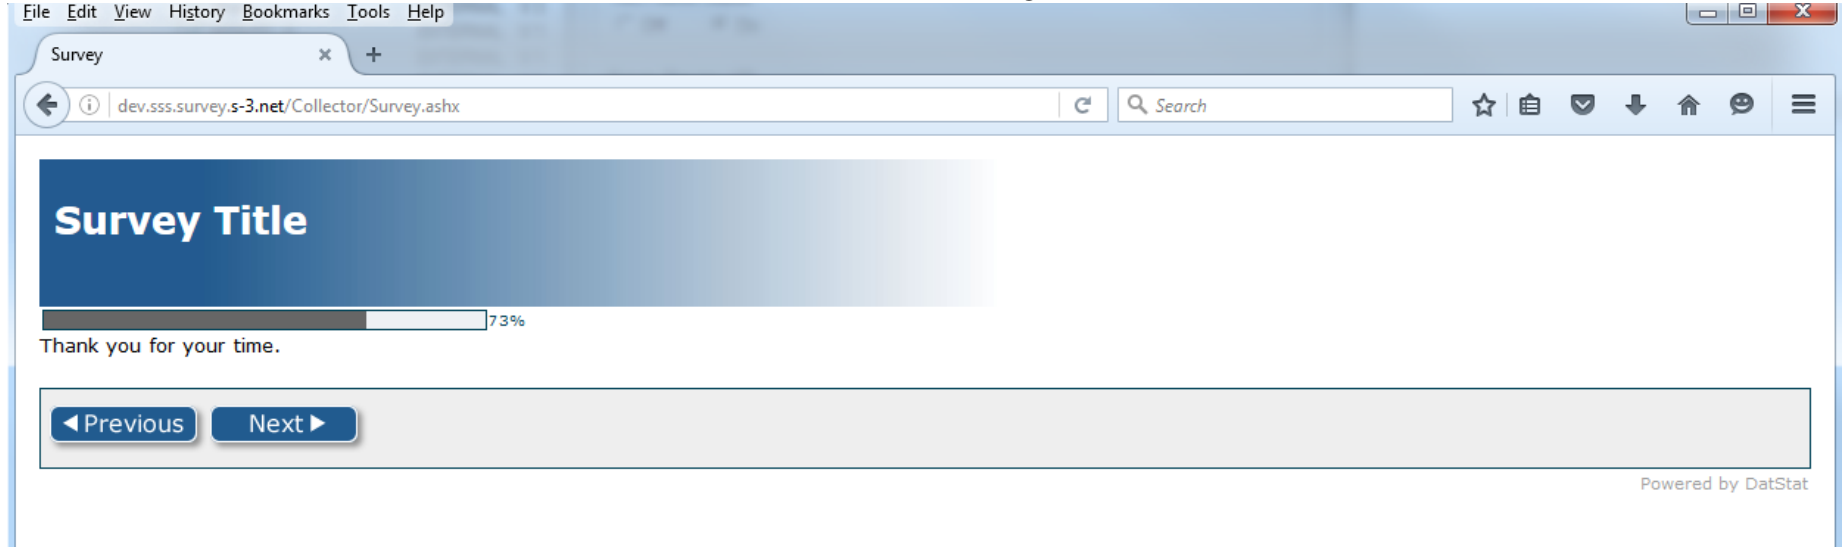 File Edit View History Bookmarks Tools Help
Survey
dev.sss.survey.s-3.net/Collector/Survey.ashx
Search
Survey Title
73%
Thank you for your time.
Previous Next
Powered by DatStat